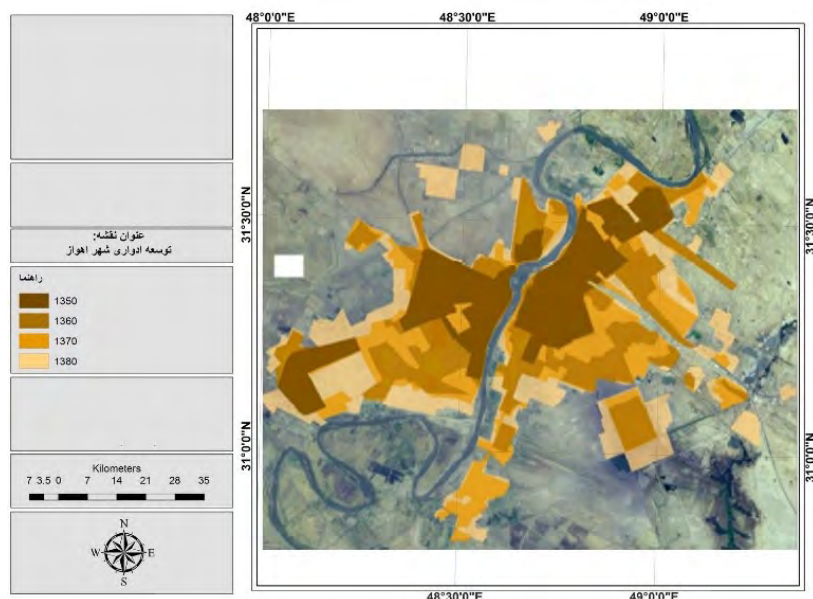 48°0'0"E
48°30'0"E
49°0'0"E
31°30'0"N
31°30'0"N
31°0'0"N
31°0'0"N
48°30'0"E
49°0'0"E
عنوان نقشه:
توسعه ادواری شهر اهواز
راهنما
1350
1360
1370
1380
Kilometers
7 3.5 0 7 14 21 28 35
N
W E
S